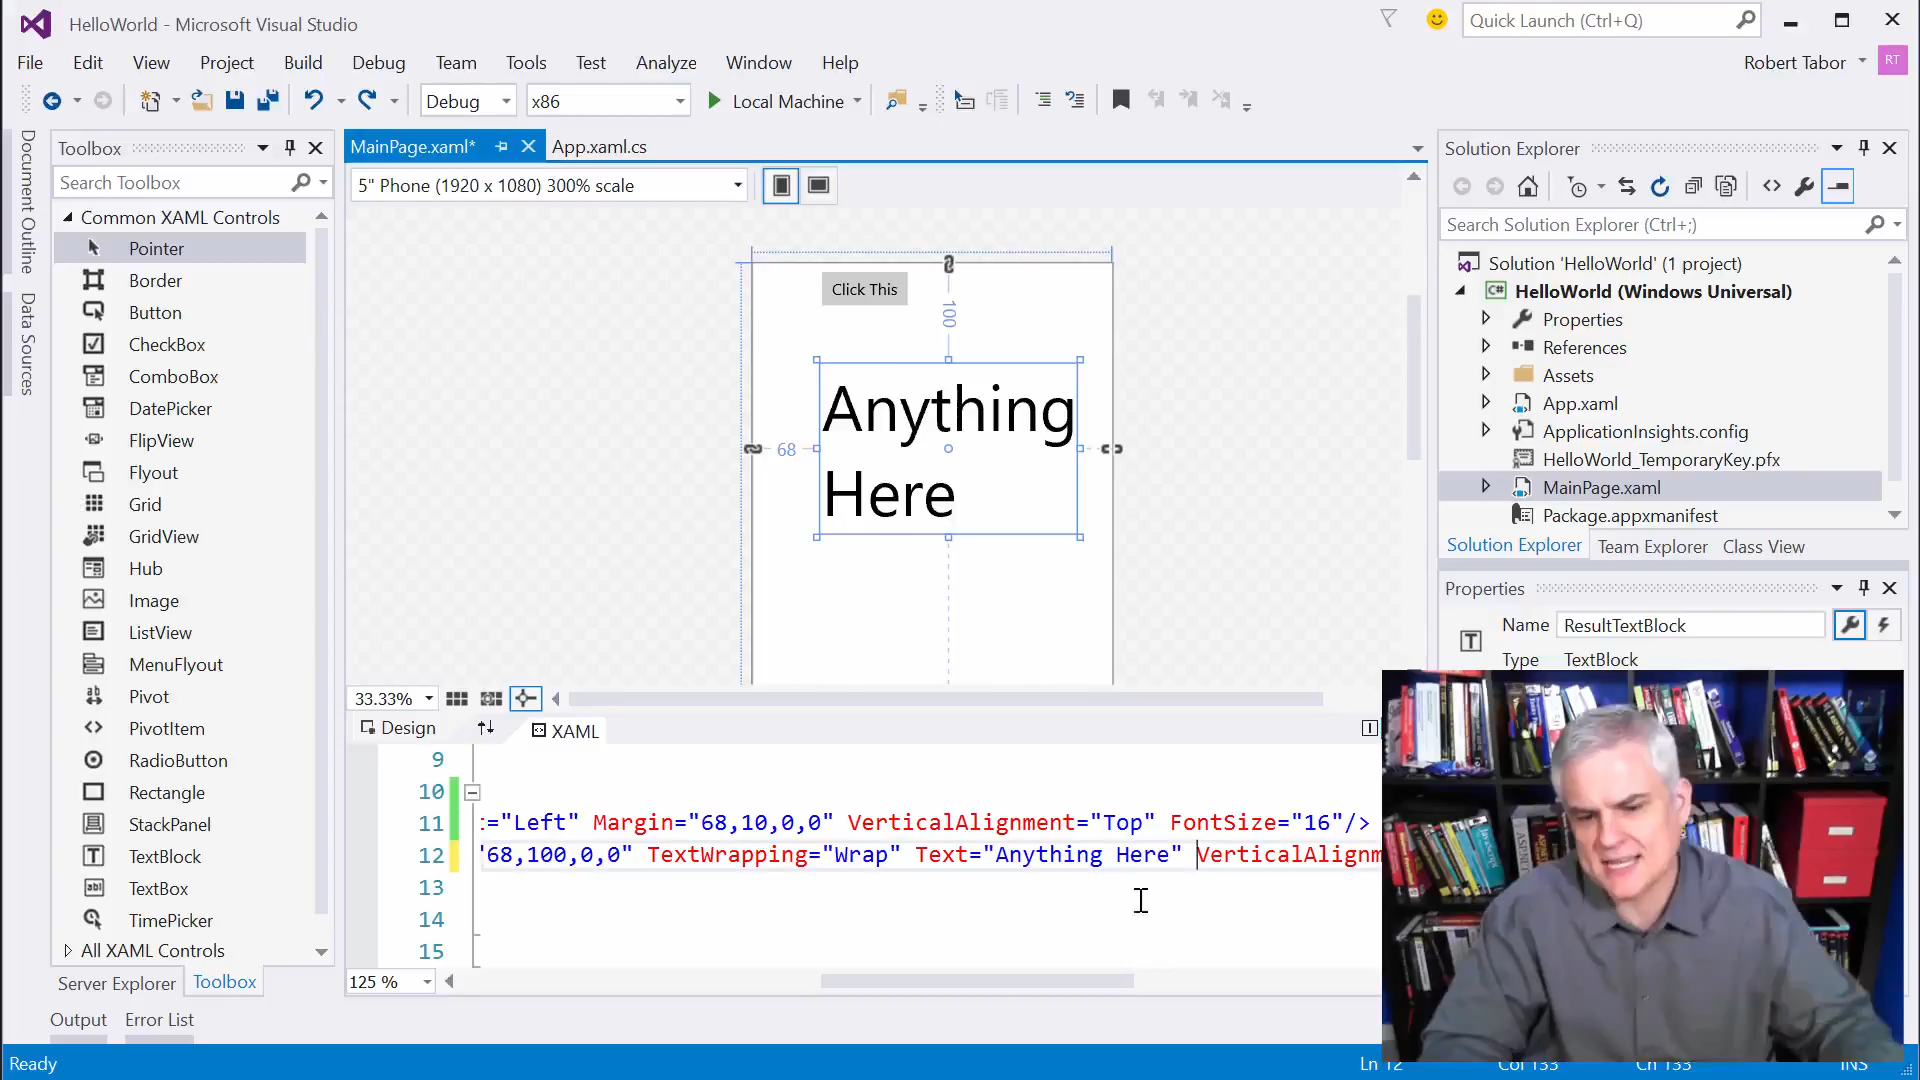 HelloWorld - Microsoft Visual Studio
Quick Launch (Ctrl+Q)
File Edit View Project Build Debug Team Tools Test Analyze Window Help
Robert Tabor RT
Debug x86 Local Machine
Document Outline
Data Sources
Toolbox
Search Toolbox
Common XAML Controls
Pointer
Border
Button
CheckBox
ComboBox
DatePicker
FlipView
Flyout
Grid
GridView
Hub
Image
ListView
MenuFlyout
Pivot
PivotItem
RadioButton
Rectangle
StackPanel
TextBlock
TextBox
TimePicker
All XAML Controls
Server Explorer Toolbox
Output Error List
MainPage.xaml* App.xaml.cs
5" Phone (1920 x 1080) 300% scale
Click This
100
68
Anything
Here
33.33%
Design XAML
9
10
11 :="Left" Margin="68,10,0,0" VerticalAlignment="Top" FontSize="16"/>
12 "68,100,0,0" TextWrapping="Wrap" Text="Anything Here" VerticalAlignm
13
14
15
125 %
Solution Explorer
Search Solution Explorer (Ctrl+;)
Solution 'HelloWorld' (1 project)
C# HelloWorld (Windows Universal)
Properties
References
Assets
App.xaml
ApplicationInsights.config
HelloWorld_TemporaryKey.pfx
MainPage.xaml
Package.appxmanifest
Solution Explorer Team Explorer Class View
Properties
Name ResultTextBlock
Type TextBlock
Ready Ln 12 Col 133 Ch 133 INS